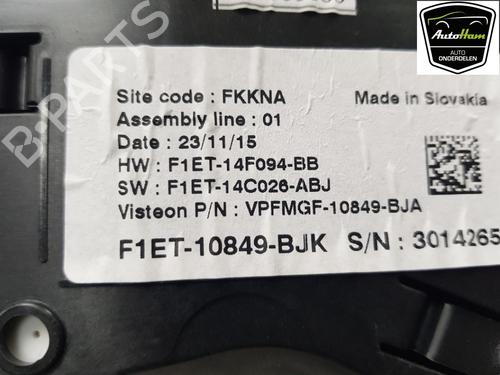 AutoHam
AUTO
ONDERDELEN
B-PARTS
Site code : FKKNA
Made in Slovakia
Assembly line : 01
Date : 23/11/15
HW : F1ET-14F094-BB
SW : F1ET-14C026-ABJ
Visteon P/N : VPFMGF-10849-BJA
F1ET-10849-BJK S/N : 3014265